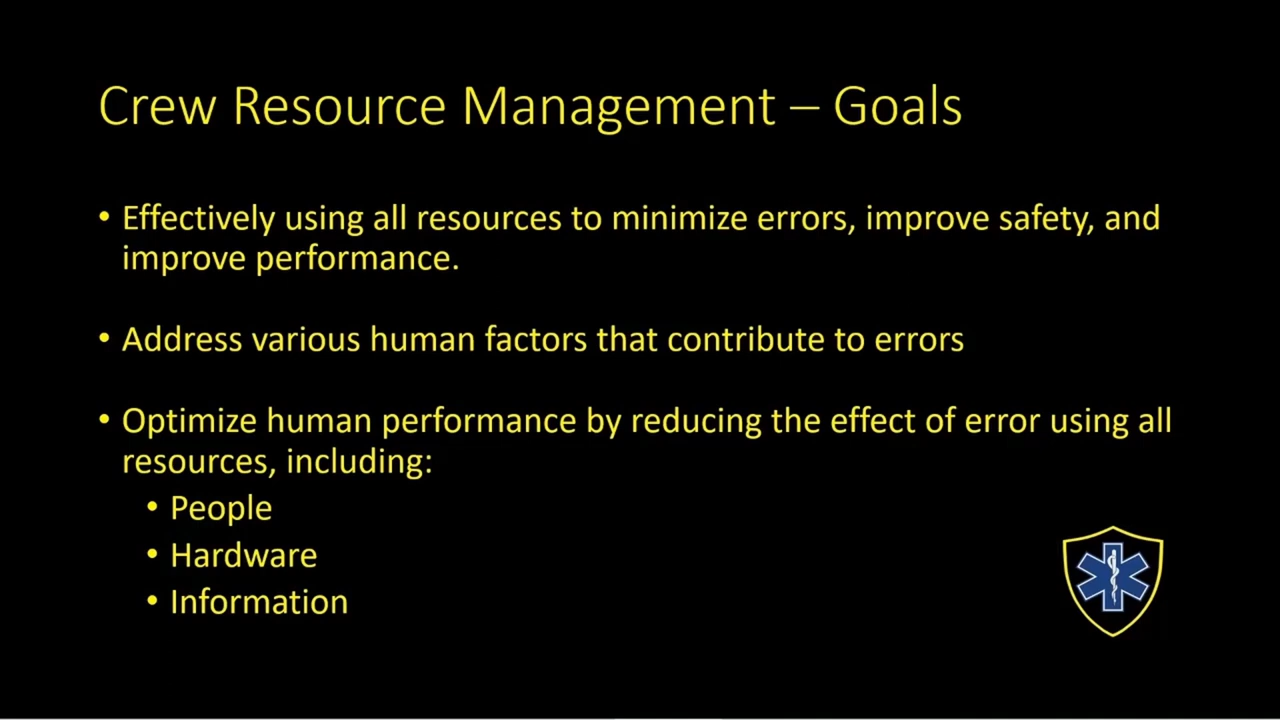 Crew Resource Management – Goals
• Effectively using all resources to minimize errors, improve safety, and
improve performance.
• Address various human factors that contribute to errors
• Optimize human performance by reducing the effect of error using all
resources, including:
• People
• Hardware
• Information